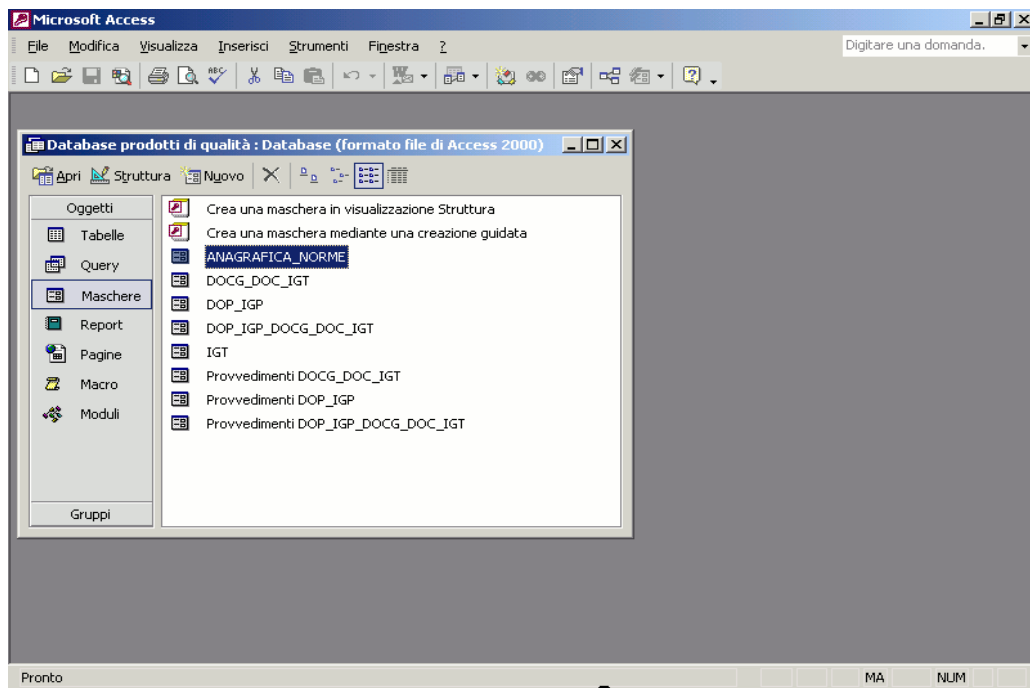 Microsoft Access
File Modifica Visualizza Inserisci Strumenti Finestra ? Digitare una domanda.
ABC
Database prodotti di qualità : Database (formato file di Access 2000)
Apri Struttura Nuovo
Oggetti
Tabelle
Query
Maschere
Report
Pagine
Macro
Moduli
Gruppi
Crea una maschera in visualizzazione Struttura
Crea una maschera mediante una creazione guidata
ANAGRAFICA_NORME
DOCG_DOC_IGT
DOP_IGP
DOP_IGP_DOCG_DOC_IGT
IGT
Provvedimenti DOCG_DOC_IGT
Provvedimenti DOP_IGP
Provvedimenti DOP_IGP_DOCG_DOC_IGT
Pronto MA NUM